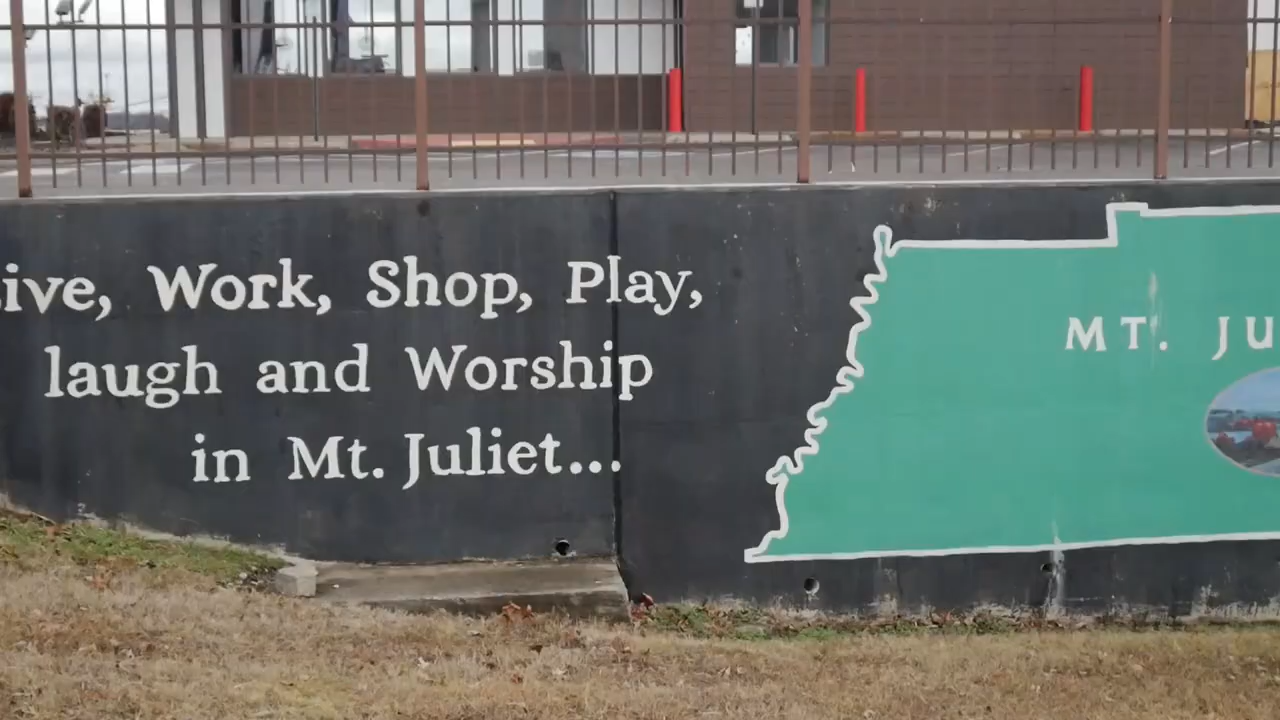 ive, Work, Shop, Play,
laugh and Worship
in Mt. Juliet...
MT. JU